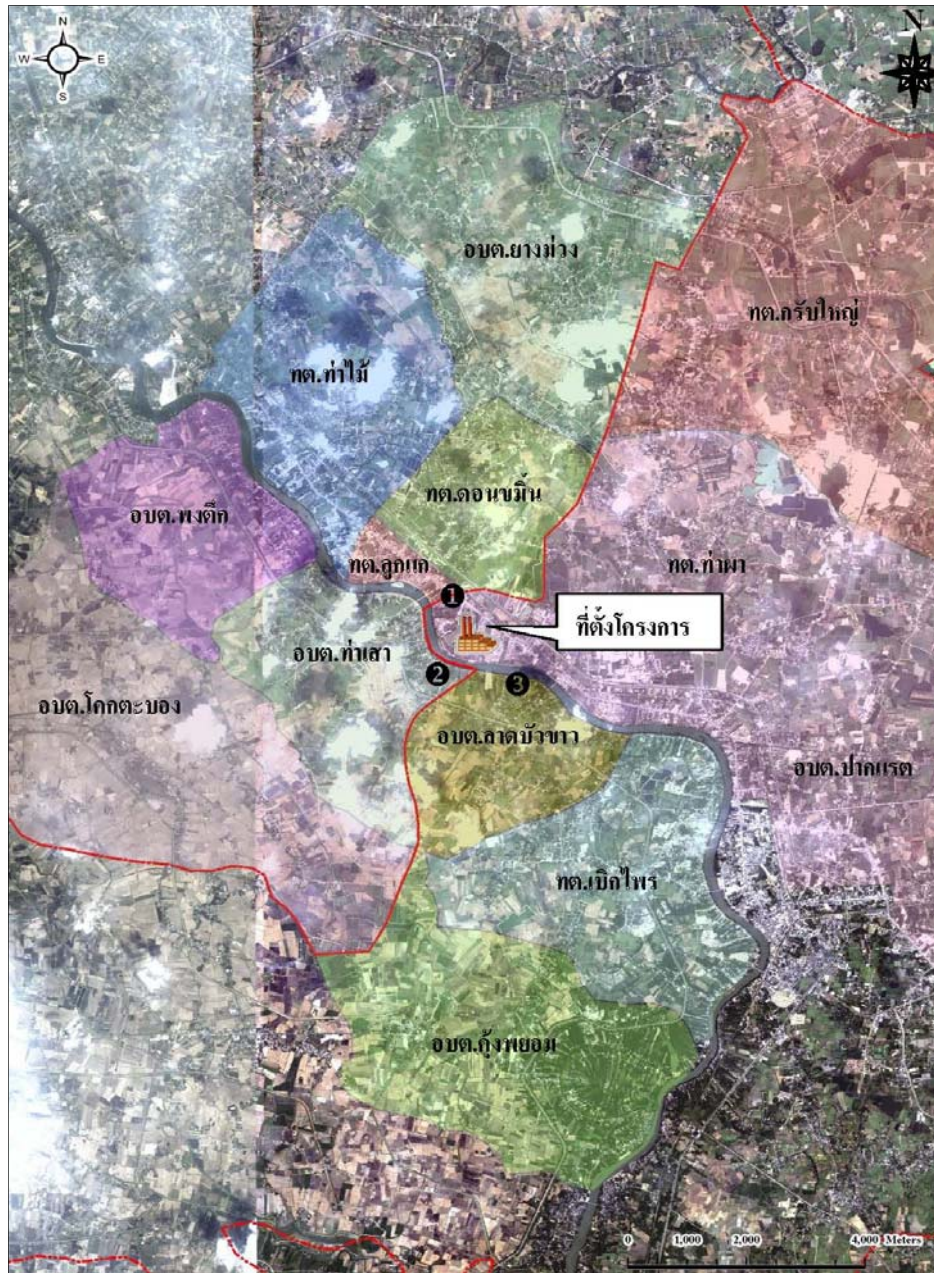 N
W
E
S
N
อบต.ยางม่วง
ทต.กรับใหญ่
ทต.ท่าไม้
ทต.ดอนขมิ้น
อบต.พงตึก
ทต.ลูกแก
ทต.ท่าผา
1
ที่ตั้งโครงการ
อบต.ท่าเสา
2
3
อบต.โคกตะบอง
อบต.ลาดบัวขาว
อบต.ปากแรต
ทต.เบิกไพร
อบต.คุ้งพยอม
0 1,000 2,000 4,000 Meters